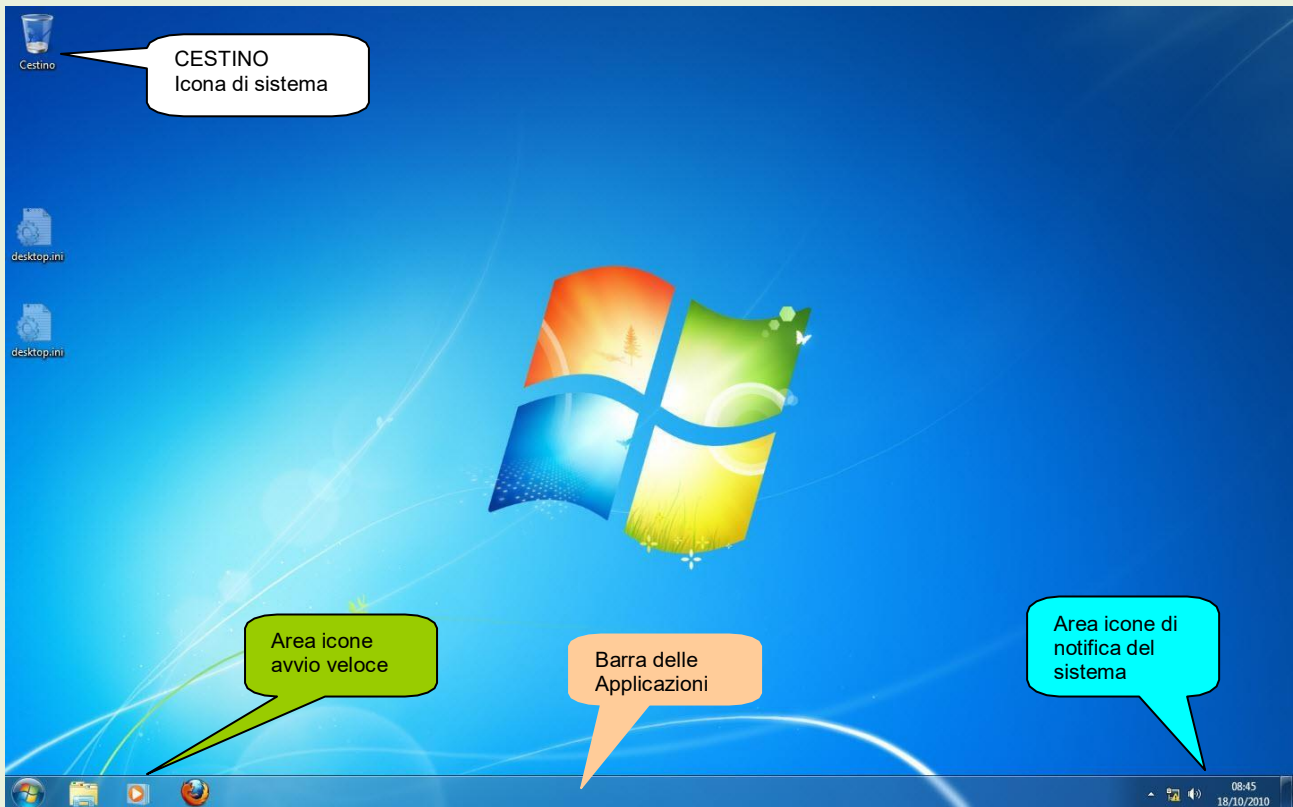 CESTINO
Icona di sistema
Cestino
desktop.ini
desktop.ini
Area icone
avvio veloce
Barra delle
Applicazioni
Area icone di
notifica del
sistema
08:45
18/10/2010